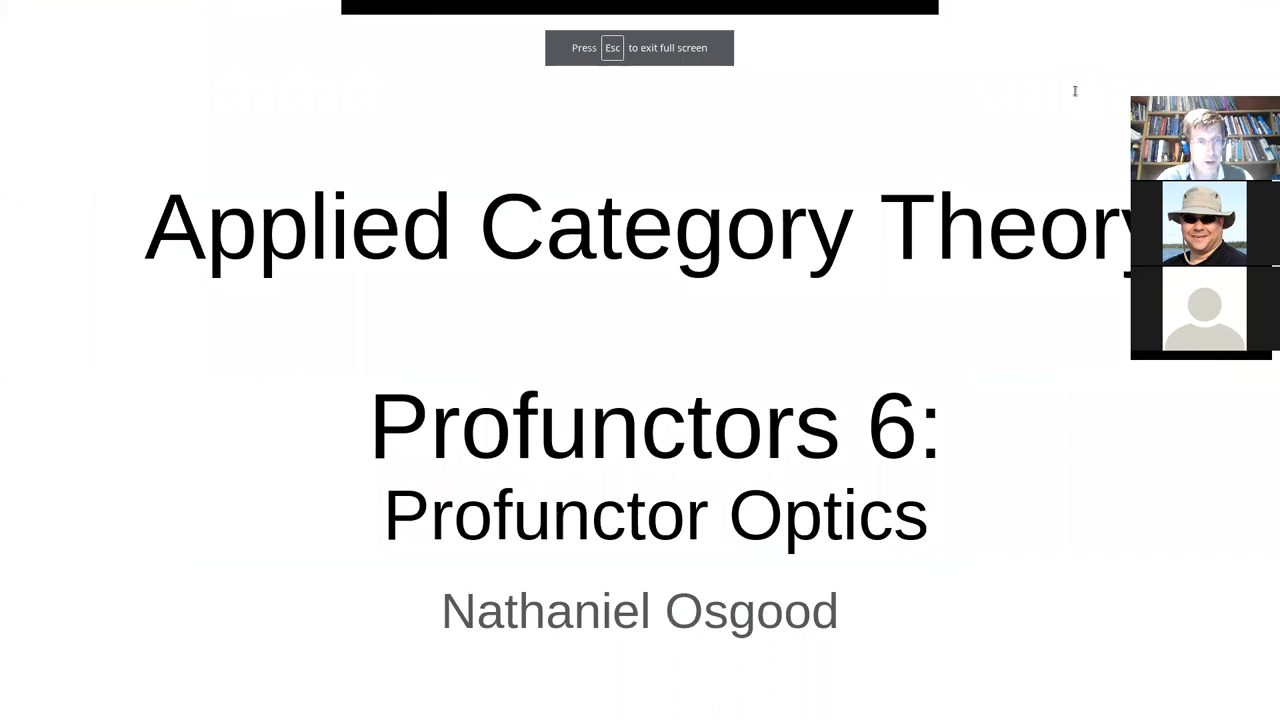 Press Esc to exit full screen
Applied Category Theory
Profunctors 6:
Profunctor Optics
Nathaniel Osgood